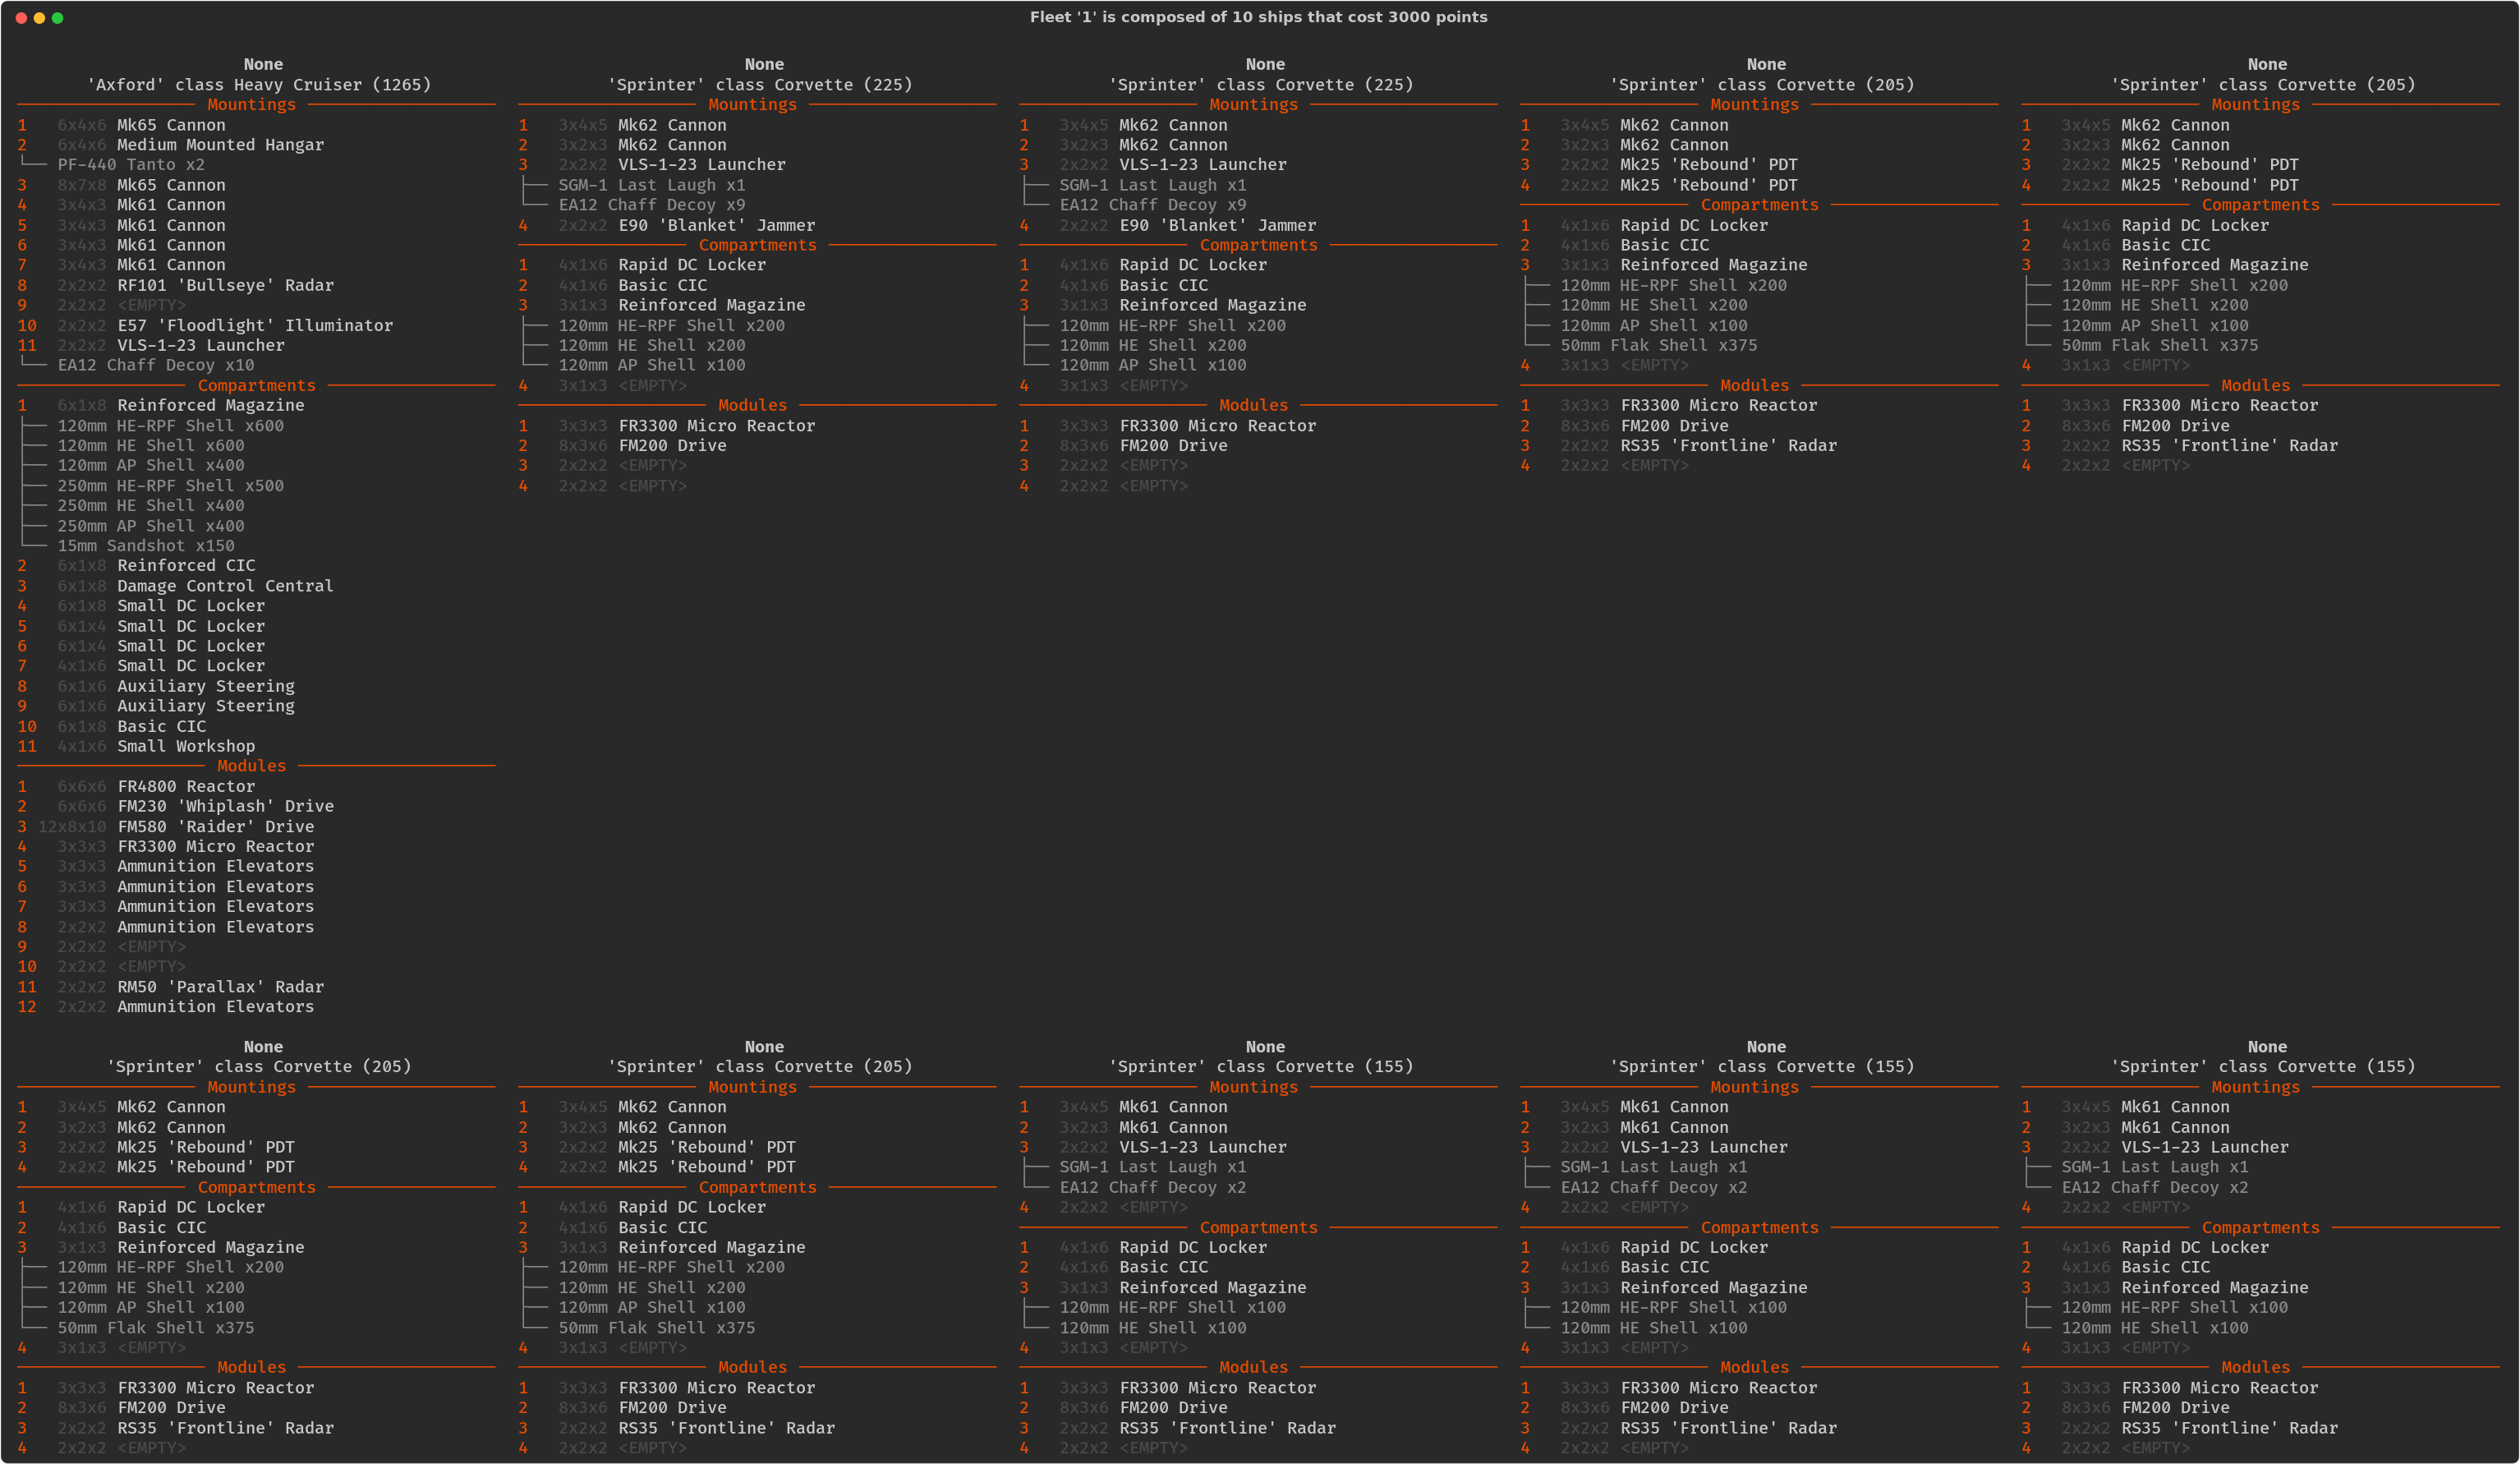 Fleet '1' is composed of 10 ships that cost 3000 points
None
'Axford' class Heavy Cruiser (1265)
Mountings
1 6x4x6 Mk65 Cannon
2 6x4x6 Medium Mounted Hangar
PF-440 Tanto x2
3 8x7x8 Mk65 Cannon
4 3x4x3 Mk61 Cannon
5 3x4x3 Mk61 Cannon
6 3x4x3 Mk61 Cannon
7 3x4x3 Mk61 Cannon
8 2x2x2 RF101 'Bullseye' Radar
9 2x2x2 <EMPTY>
10 2x2x2 E57 'Floodlight' Illuminator
11 2x2x2 VLS-1-23 Launcher
EA12 Chaff Decoy x10
Compartments
1 6x1x8 Reinforced Magazine
120mm HE-RPF Shell x600
120mm HE Shell x600
120mm AP Shell x400
250mm HE-RPF Shell x500
250mm HE Shell x400
250mm AP Shell x400
15mm Sandshot x150
2 6x1x8 Reinforced CIC
3 6x1x8 Damage Control Central
4 6x1x8 Small DC Locker
5 6x1x4 Small DC Locker
6 6x1x4 Small DC Locker
7 4x1x6 Small DC Locker
8 6x1x6 Auxiliary Steering
9 6x1x6 Auxiliary Steering
10 6x1x8 Basic CIC
11 4x1x6 Small Workshop
Modules
1 6x6x6 FR4800 Reactor
2 6x6x6 FM230 'Whiplash' Drive
3 12x8x10 FM580 'Raider' Drive
4 3x3x3 FR3300 Micro Reactor
5 3x3x3 Ammunition Elevators
6 3x3x3 Ammunition Elevators
7 3x3x3 Ammunition Elevators
8 2x2x2 Ammunition Elevators
9 2x2x2 <EMPTY>
10 2x2x2 <EMPTY>
11 2x2x2 RM50 'Parallax' Radar
12 2x2x2 Ammunition Elevators
None
'Sprinter' class Corvette (225)
Mountings
1 3x4x5 Mk62 Cannon
2 3x2x3 Mk62 Cannon
3 2x2x2 VLS-1-23 Launcher
SGM-1 Last Laugh x1
EA12 Chaff Decoy x9
4 2x2x2 E90 'Blanket' Jammer
Compartments
1 4x1x6 Rapid DC Locker
2 4x1x6 Basic CIC
3 3x1x3 Reinforced Magazine
120mm HE-RPF Shell x200
120mm HE Shell x200
120mm AP Shell x100
4 3x1x3 <EMPTY>
Modules
1 3x3x3 FR3300 Micro Reactor
2 8x3x6 FM200 Drive
3 2x2x2 <EMPTY>
4 2x2x2 <EMPTY>
None
'Sprinter' class Corvette (225)
Mountings
1 3x4x5 Mk62 Cannon
2 3x2x3 Mk62 Cannon
3 2x2x2 VLS-1-23 Launcher
SGM-1 Last Laugh x1
EA12 Chaff Decoy x9
4 2x2x2 E90 'Blanket' Jammer
Compartments
1 4x1x6 Rapid DC Locker
2 4x1x6 Basic CIC
3 3x1x3 Reinforced Magazine
120mm HE-RPF Shell x200
120mm HE Shell x200
120mm AP Shell x100
4 3x1x3 <EMPTY>
Modules
1 3x3x3 FR3300 Micro Reactor
2 8x3x6 FM200 Drive
3 2x2x2 <EMPTY>
4 2x2x2 <EMPTY>
None
'Sprinter' class Corvette (205)
Mountings
1 3x4x5 Mk62 Cannon
2 3x2x3 Mk62 Cannon
3 2x2x2 Mk25 'Rebound' PDT
4 2x2x2 Mk25 'Rebound' PDT
Compartments
1 4x1x6 Rapid DC Locker
2 4x1x6 Basic CIC
3 3x1x3 Reinforced Magazine
120mm HE-RPF Shell x200
120mm HE Shell x200
120mm AP Shell x100
50mm Flak Shell x375
4 3x1x3 <EMPTY>
Modules
1 3x3x3 FR3300 Micro Reactor
2 8x3x6 FM200 Drive
3 2x2x2 RS35 'Frontline' Radar
4 2x2x2 <EMPTY>
None
'Sprinter' class Corvette (205)
Mountings
1 3x4x5 Mk62 Cannon
2 3x2x3 Mk62 Cannon
3 2x2x2 Mk25 'Rebound' PDT
4 2x2x2 Mk25 'Rebound' PDT
Compartments
1 4x1x6 Rapid DC Locker
2 4x1x6 Basic CIC
3 3x1x3 Reinforced Magazine
120mm HE-RPF Shell x200
120mm HE Shell x200
120mm AP Shell x100
50mm Flak Shell x375
4 3x1x3 <EMPTY>
Modules
1 3x3x3 FR3300 Micro Reactor
2 8x3x6 FM200 Drive
3 2x2x2 RS35 'Frontline' Radar
4 2x2x2 <EMPTY>
None
'Sprinter' class Corvette (205)
Mountings
1 3x4x5 Mk62 Cannon
2 3x2x3 Mk62 Cannon
3 2x2x2 Mk25 'Rebound' PDT
4 2x2x2 Mk25 'Rebound' PDT
Compartments
1 4x1x6 Rapid DC Locker
2 4x1x6 Basic CIC
3 3x1x3 Reinforced Magazine
120mm HE-RPF Shell x200
120mm HE Shell x200
120mm AP Shell x100
50mm Flak Shell x375
4 3x1x3 <EMPTY>
Modules
1 3x3x3 FR3300 Micro Reactor
2 8x3x6 FM200 Drive
3 2x2x2 RS35 'Frontline' Radar
4 2x2x2 <EMPTY>
None
'Sprinter' class Corvette (205)
Mountings
1 3x4x5 Mk62 Cannon
2 3x2x3 Mk62 Cannon
3 2x2x2 Mk25 'Rebound' PDT
4 2x2x2 Mk25 'Rebound' PDT
Compartments
1 4x1x6 Rapid DC Locker
2 4x1x6 Basic CIC
3 3x1x3 Reinforced Magazine
120mm HE-RPF Shell x200
120mm HE Shell x200
120mm AP Shell x100
50mm Flak Shell x375
4 3x1x3 <EMPTY>
Modules
1 3x3x3 FR3300 Micro Reactor
2 8x3x6 FM200 Drive
3 2x2x2 RS35 'Frontline' Radar
4 2x2x2 <EMPTY>
None
'Sprinter' class Corvette (155)
Mountings
1 3x4x5 Mk61 Cannon
2 3x2x3 Mk61 Cannon
3 2x2x2 VLS-1-23 Launcher
SGM-1 Last Laugh x1
EA12 Chaff Decoy x2
4 2x2x2 <EMPTY>
Compartments
1 4x1x6 Rapid DC Locker
2 4x1x6 Basic CIC
3 3x1x3 Reinforced Magazine
120mm HE-RPF Shell x100
120mm HE Shell x100
4 3x1x3 <EMPTY>
Modules
1 3x3x3 FR3300 Micro Reactor
2 8x3x6 FM200 Drive
3 2x2x2 RS35 'Frontline' Radar
4 2x2x2 <EMPTY>
None
'Sprinter' class Corvette (155)
Mountings
1 3x4x5 Mk61 Cannon
2 3x2x3 Mk61 Cannon
3 2x2x2 VLS-1-23 Launcher
SGM-1 Last Laugh x1
EA12 Chaff Decoy x2
4 2x2x2 <EMPTY>
Compartments
1 4x1x6 Rapid DC Locker
2 4x1x6 Basic CIC
3 3x1x3 Reinforced Magazine
120mm HE-RPF Shell x100
120mm HE Shell x100
4 3x1x3 <EMPTY>
Modules
1 3x3x3 FR3300 Micro Reactor
2 8x3x6 FM200 Drive
3 2x2x2 RS35 'Frontline' Radar
4 2x2x2 <EMPTY>
None
'Sprinter' class Corvette (155)
Mountings
1 3x4x5 Mk61 Cannon
2 3x2x3 Mk61 Cannon
3 2x2x2 VLS-1-23 Launcher
SGM-1 Last Laugh x1
EA12 Chaff Decoy x2
4 2x2x2 <EMPTY>
Compartments
1 4x1x6 Rapid DC Locker
2 4x1x6 Basic CIC
3 3x1x3 Reinforced Magazine
120mm HE-RPF Shell x100
120mm HE Shell x100
4 3x1x3 <EMPTY>
Modules
1 3x3x3 FR3300 Micro Reactor
2 8x3x6 FM200 Drive
3 2x2x2 RS35 'Frontline' Radar
4 2x2x2 <EMPTY>